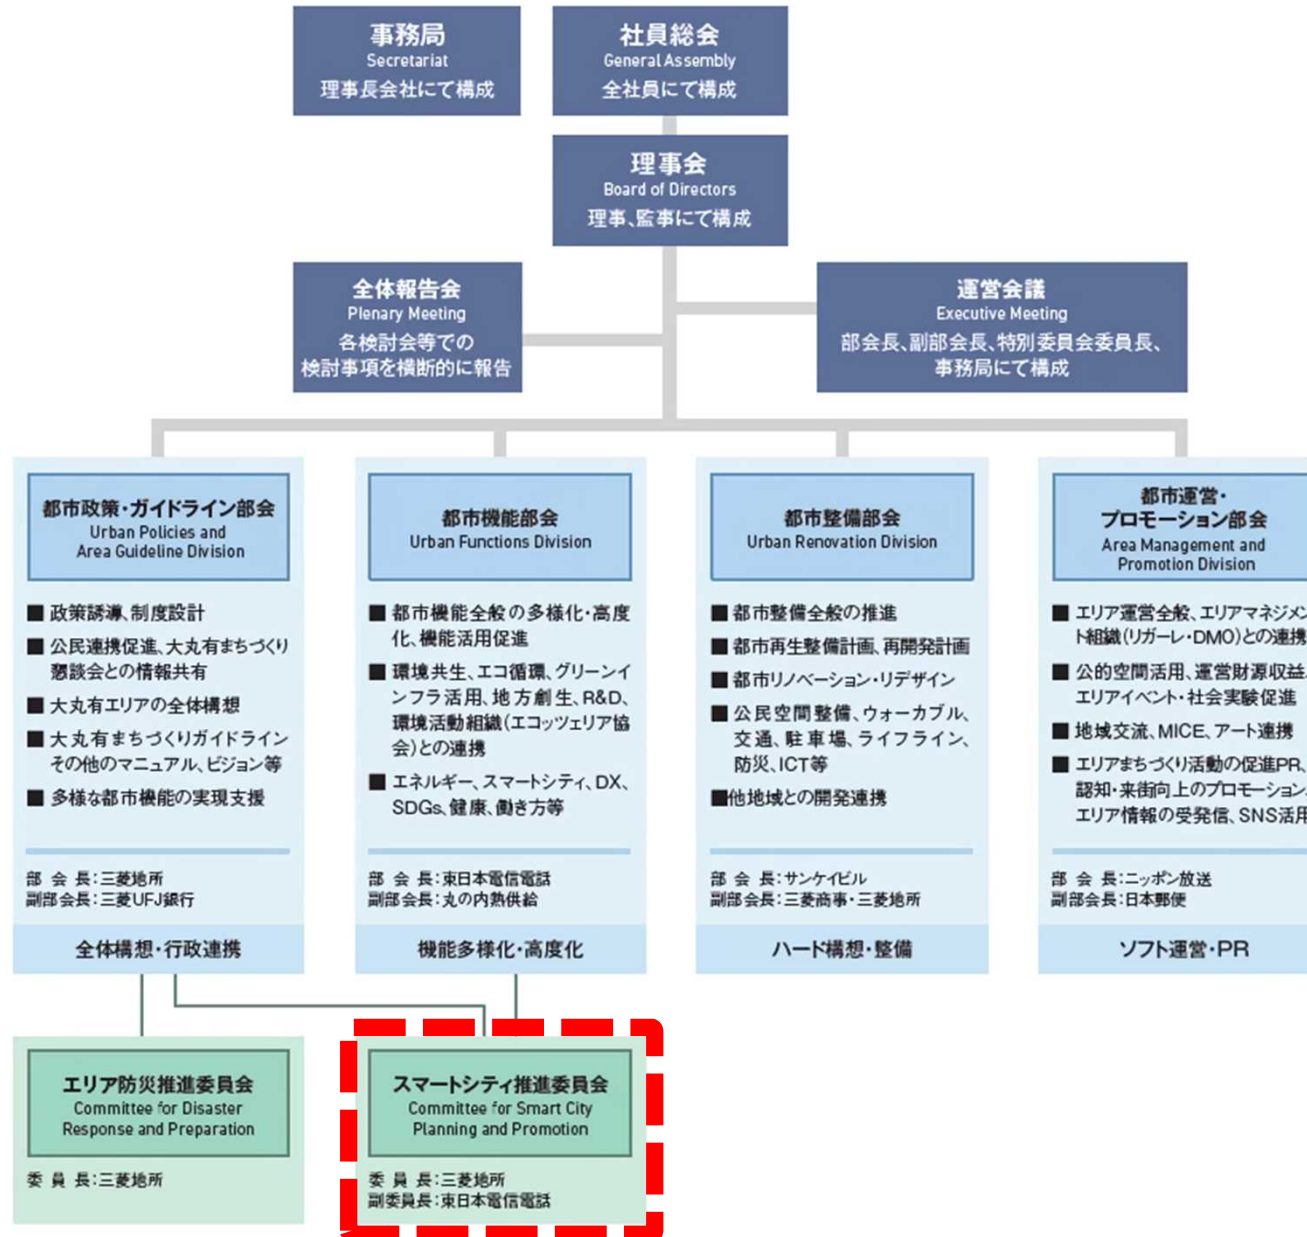 事務局
Secretariat
理事長会社にて構成
社員総会
General Assembly
全社員にて構成
理事会
Board of Directors
理事、監事にて構成
全体報告会
Plenary Meeting
各検討会等での
検討事項を横断的に報告
運営会議
Executive Meeting
部会長、副部会長、特別委員会委員長、
事務局にて構成
都市政策・ガイドライン部会
Urban Policies and
Area Guideline Division
■ 政策誘導、制度設計
■ 公民連携促進、大丸有まちづくり
懇談会との情報共有
■ 大丸有エリアの全体構想
■ 大丸有まちづくりガイドライン
その他のマニュアル、ビジョン等
■ 多様な都市機能の実現支援
部 会 長：三菱地所
副部会長：三菱UFJ銀行
全体構想・行政連携
都市機能部会
Urban Functions Division
■ 都市機能全般の多様化・高度
化、機能活用促進
■ 環境共生、エコ循環、グリーンイ
ンフラ活用、地方創生、R&D、
環境活動組織（エコッツェリア協
会）との連携
■ エネルギー、スマートシティ、DX、
SDGs、健康、働き方等
部 会 長：東日本電信電話
副部会長：丸の内熱供給
機能多様化・高度化
都市整備部会
Urban Renovation Division
■ 都市整備全般の推進
■ 都市再生整備計画、再開発計画
■ 都市リノベーション・リデザイン
■ 公民空間整備、ウォーカブル、
交通、駐車場、ライフライン、
防災、ICT等
■他地域との開発連携
部 会 長：サンケイビル
副部会長：三菱商事・三菱地所
ハード構想・整備
都市運営・
プロモーション部会
Area Management and
Promotion Division
■ エリア運営全般、エリアマネジメン
ト組織（リガーレ・DMO）との連携
■ 公的空間活用、運営財源収益、
エリアイベント・社会実験促進
■ 地域交流、MICE、アート連携
■ エリアまちづくり活動の促進PR、
認知・来街向上のプロモーション、
エリア情報の受発信、SNS活用
部 会 長：ニッポン放送
副部会長：日本郵便
ソフト運営・PR
エリア防災推進委員会
Committee for Disaster
Response and Preparation
委 員 長：三菱地所
スマートシティ推進委員会
Committee for Smart City
Planning and Promotion
委 員 長：三菱地所
副委員長：東日本電信電話